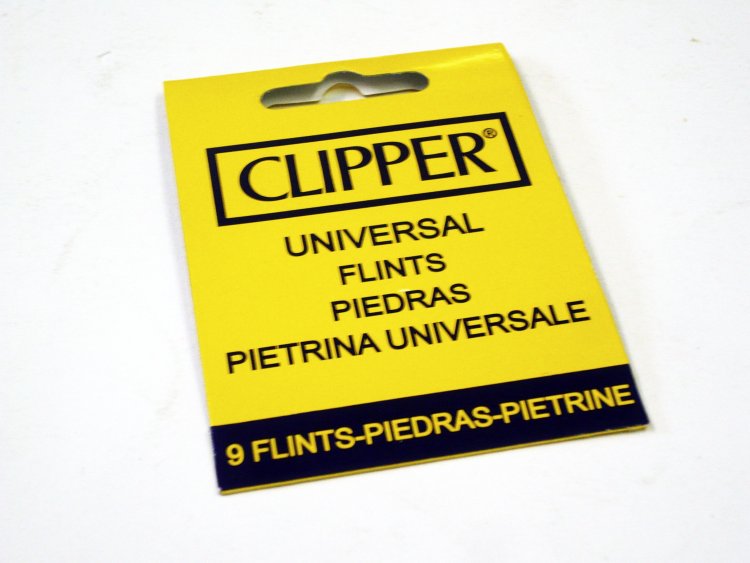 CLIPPER®
UNIVERSAL
FLINTS
PIEDRAS
PIETRINA UNIVERSALE
9 FLINTS-PIEDRAS-PIETRINE